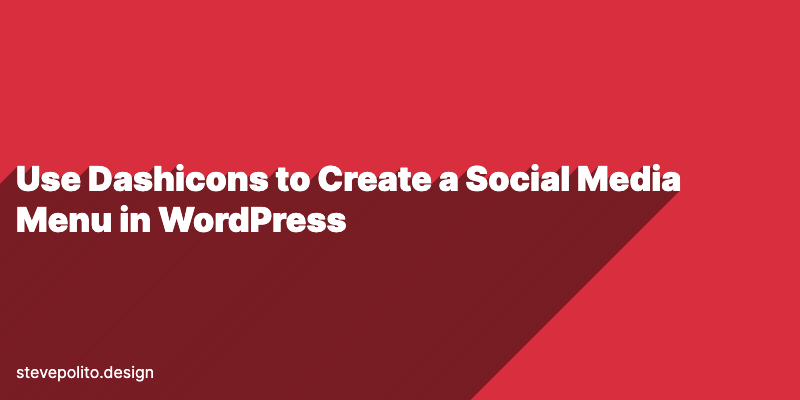 Use Dashicons to Create a Social Media
Menu in WordPress
stevepolito.design